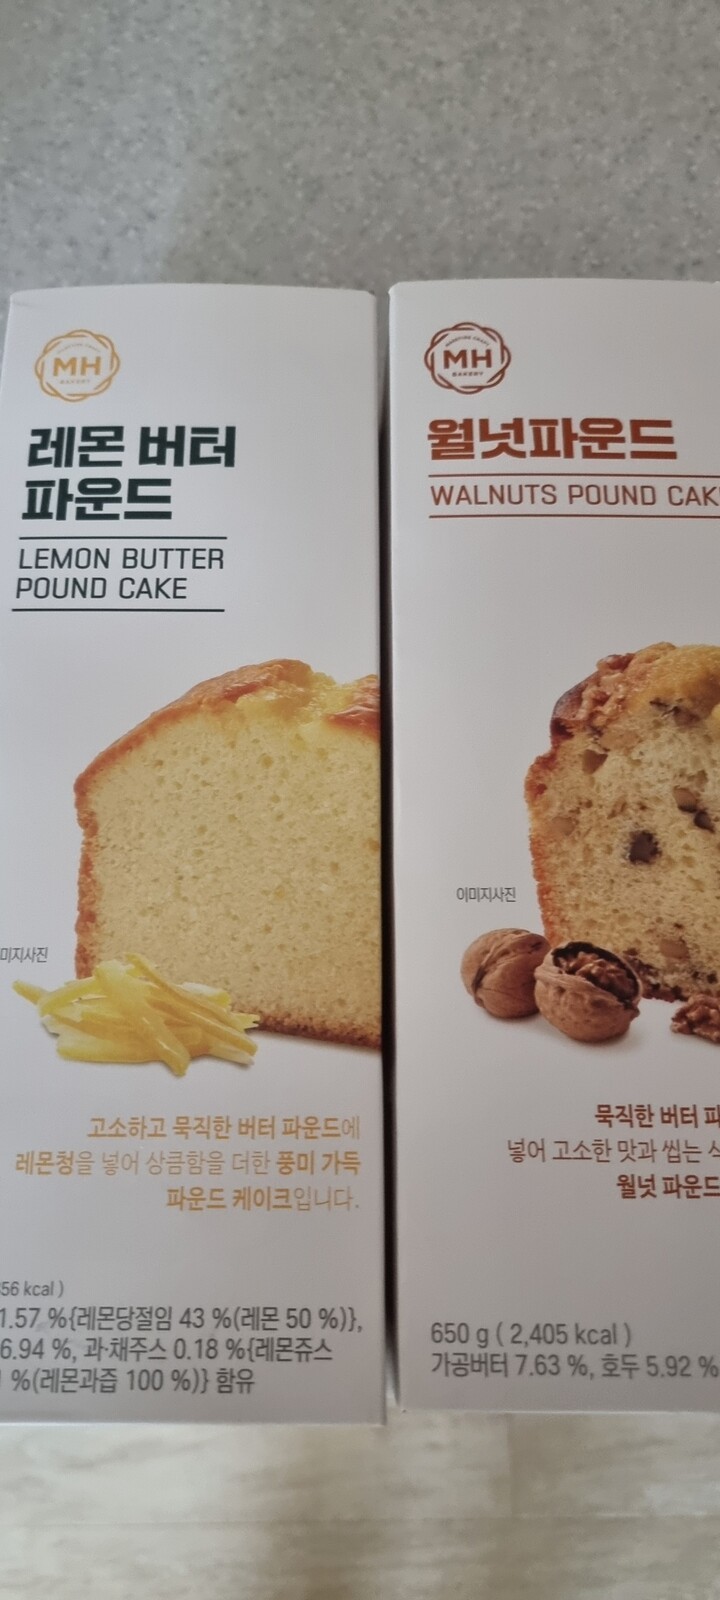 MH
BAKERY
레몬 버터
파운드
LEMON BUTTER
POUND CAKE
미지사진
고소하고 묵직한 버터 파운드에
레몬청을 넣어 상큼함을 더한 풍미 가득
파운드 케이크입니다.
56 kcal )
1.57 %{레몬당절임 43 %(레몬 50 %)},
6.94 %, 과·채주스 0.18 %{레몬쥬스
%(레몬과즙 100 %)} 함유
MH
BAKERY
월넛파운드
WALNUTS POUND CAK
이미지사진
묵직한 버터 파
넣어 고소한 맛과 씹는 식
월넛 파운드
650 g ( 2,405 kcal )
가공버터 7.63 %, 호두 5.92 %